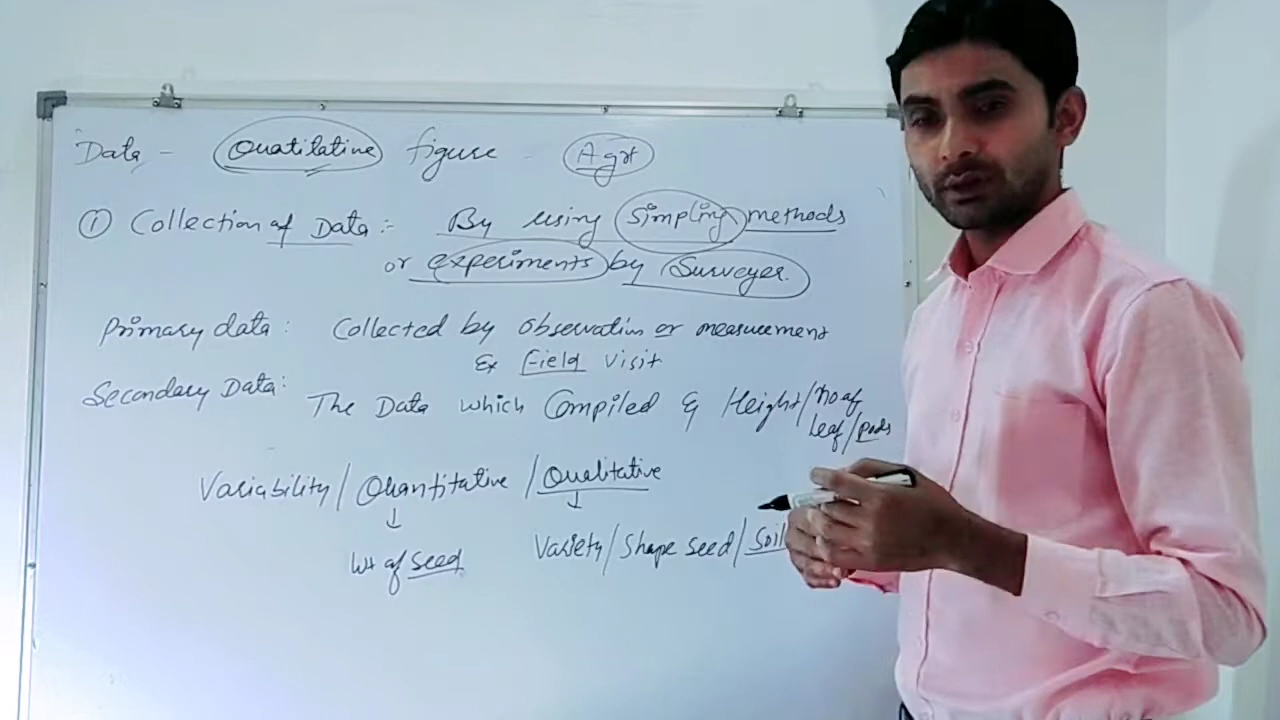 Data - Quatilative figure - Agr
① Collection of Data :- By using Simpling methods
or experiments by Surveyer.
Primary data : Collected by observation or measurement
Ex Field visit
Secondary Data : The Data which Compiled & Height/No of
leaf/pods
Variability/Quantitative/Qualitative
↓ ↓
Wt of seed Variety/Shape seed/Soil